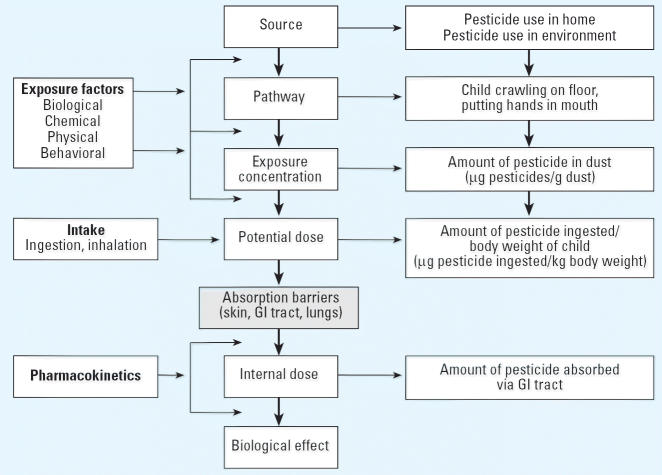 Source
Pesticide use in home
Pesticide use in environment
Exposure factors
Biological
Chemical
Physical
Behavioral
Pathway
Child crawling on floor,
putting hands in mouth
Exposure
concentration
Amount of pesticide in dust
(µg pesticides/g dust)
Intake
Ingestion, inhalation
Potential dose
Amount of pesticide ingested/
body weight of child
(µg pesticide ingested/kg body weight)
Absorption barriers
(skin, GI tract, lungs)
Pharmacokinetics
Internal dose
Amount of pesticide absorbed
via GI tract
Biological effect